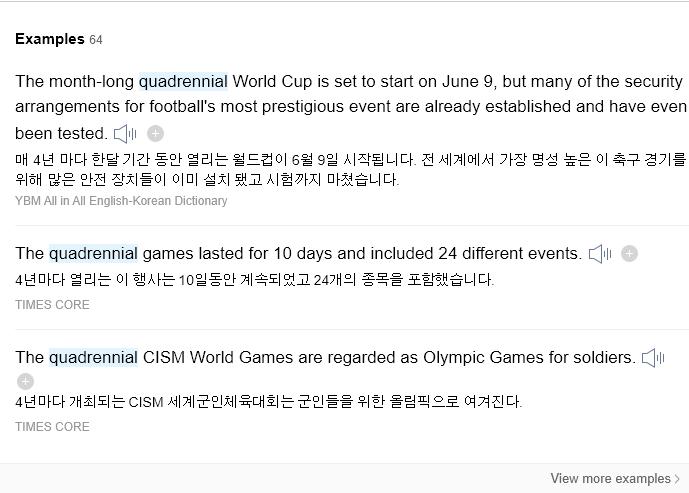 Examples 64
The month-long quadrennial World Cup is set to start on June 9, but many of the security
arrangements for football's most prestigious event are already established and have even
been tested.
매 4년 마다 한달 기간 동안 열리는 월드컵이 6월 9일 시작됩니다. 전 세계에서 가장 명성 높은 이 축구 경기를
위해 많은 안전 장치들이 이미 설치 됐고 시험까지 마쳤습니다.
YBM All in All English-Korean Dictionary
The quadrennial games lasted for 10 days and included 24 different events.
4년마다 열리는 이 행사는 10일동안 계속되었고 24개의 종목을 포함했습니다.
TIMES CORE
The quadrennial CISM World Games are regarded as Olympic Games for soldiers.
4년마다 개최되는 CISM 세계군인체육대회는 군인들을 위한 올림픽으로 여겨진다.
TIMES CORE
View more examples